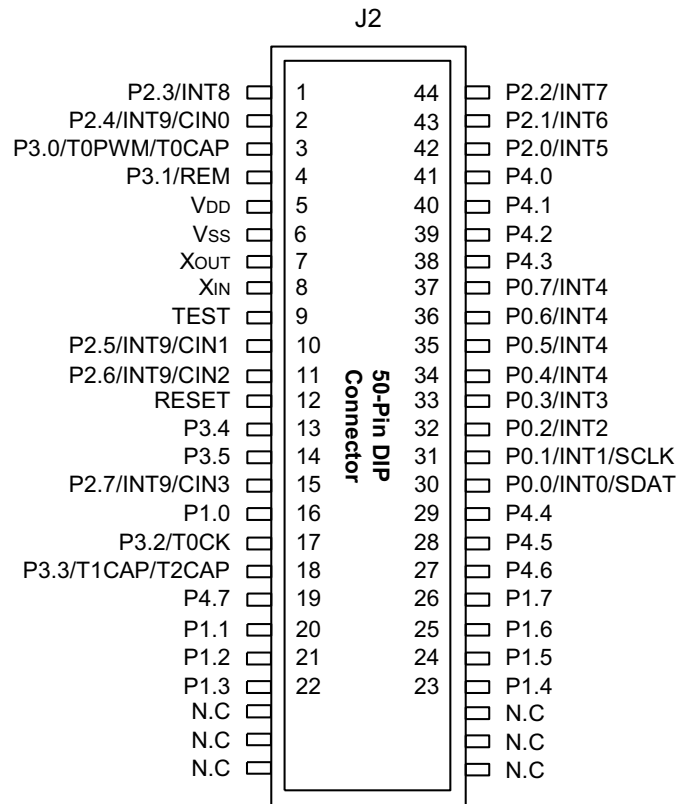 J2
P2.3/INT8 1 44 P2.2/INT7
P2.4/INT9/CIN0 2 43 P2.1/INT6
P3.0/T0PWM/T0CAP 3 42 P2.0/INT5
P3.1/REM 4 41 P4.0
VDD 5 40 P4.1
VSS 6 39 P4.2
XOUT 7 38 P4.3
XIN 8 37 P0.7/INT4
TEST 9 36 P0.6/INT4
P2.5/INT9/CIN1 10 35 P0.5/INT4
P2.6/INT9/CIN2 11 34 P0.4/INT4
RESET 12 33 P0.3/INT3
P3.4 13 32 P0.2/INT2
P3.5 14 31 P0.1/INT1/SCLK
P2.7/INT9/CIN3 15 30 P0.0/INT0/SDAT
P1.0 16 29 P4.4
P3.2/T0CK 17 28 P4.5
P3.3/T1CAP/T2CAP 18 27 P4.6
P4.7 19 26 P1.7
P1.1 20 25 P1.6
P1.2 21 24 P1.5
P1.3 22 23 P1.4
N.C N.C
N.C N.C
N.C N.C
50-Pin DIP
Connector